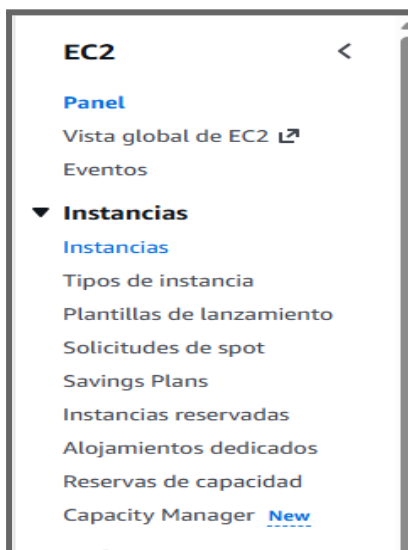 EC2
Panel
Vista global de EC2
Eventos
Instancias
Instancias
Tipos de instancia
Plantillas de lanzamiento
Solicitudes de spot
Savings Plans
Instancias reservadas
Alojamientos dedicados
Reservas de capacidad
Capacity Manager New